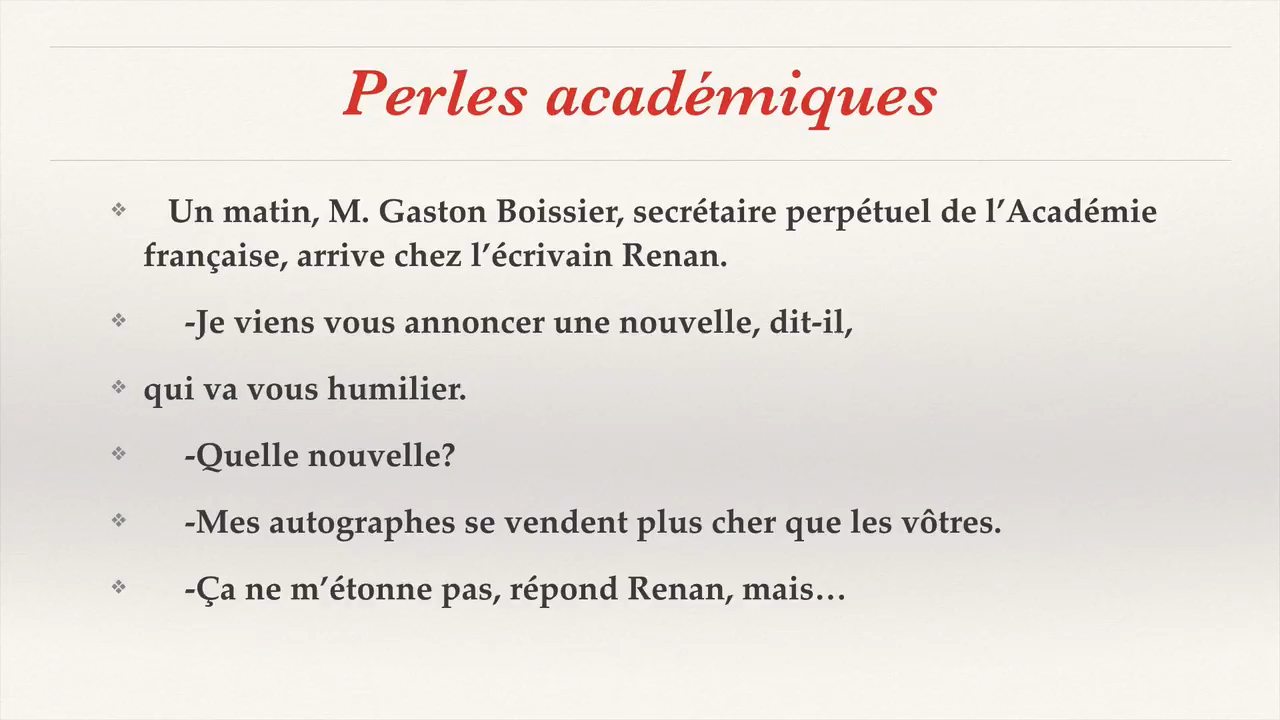 Perles académiques
Un matin, M. Gaston Boissier, secrétaire perpétuel de l’Académie
française, arrive chez l’écrivain Renan.
-Je viens vous annoncer une nouvelle, dit-il,
qui va vous humilier.
-Quelle nouvelle?
-Mes autographes se vendent plus cher que les vôtres.
-Ça ne m’étonne pas, répond Renan, mais…